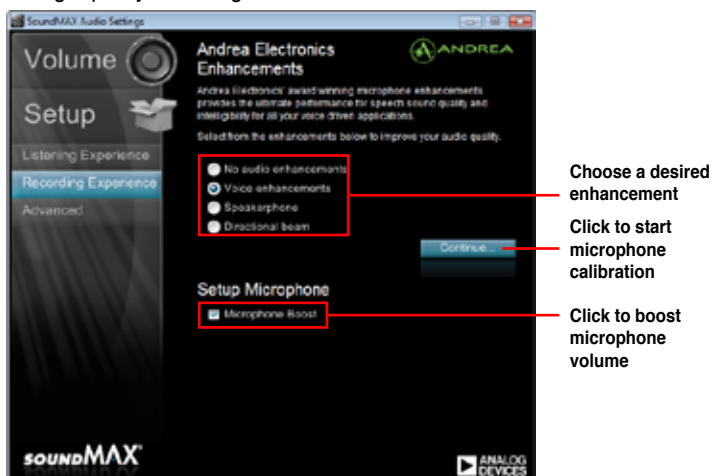 SoundMAX Audio Settings
Volume
Setup
Listening Experience
Recording Experience
Advanced
Andrea Electronics
Enhancements
ANDREA
Andrea Electronics' award winning microphone enhancements
provides the ultimate performance for speech sound quality and
intelligibility for all your voice driven applications.
Select from the enhancements below to improve your audio quality.
No audio enhancements
Voice enhancements
Speakerphone
Directional beam
Continue...
Setup Microphone
Microphone Boost
Choose a desired
enhancement
Click to start
microphone
calibration
Click to boost
microphone
volume
SOUNDMAX
ANALOG
DEVICES